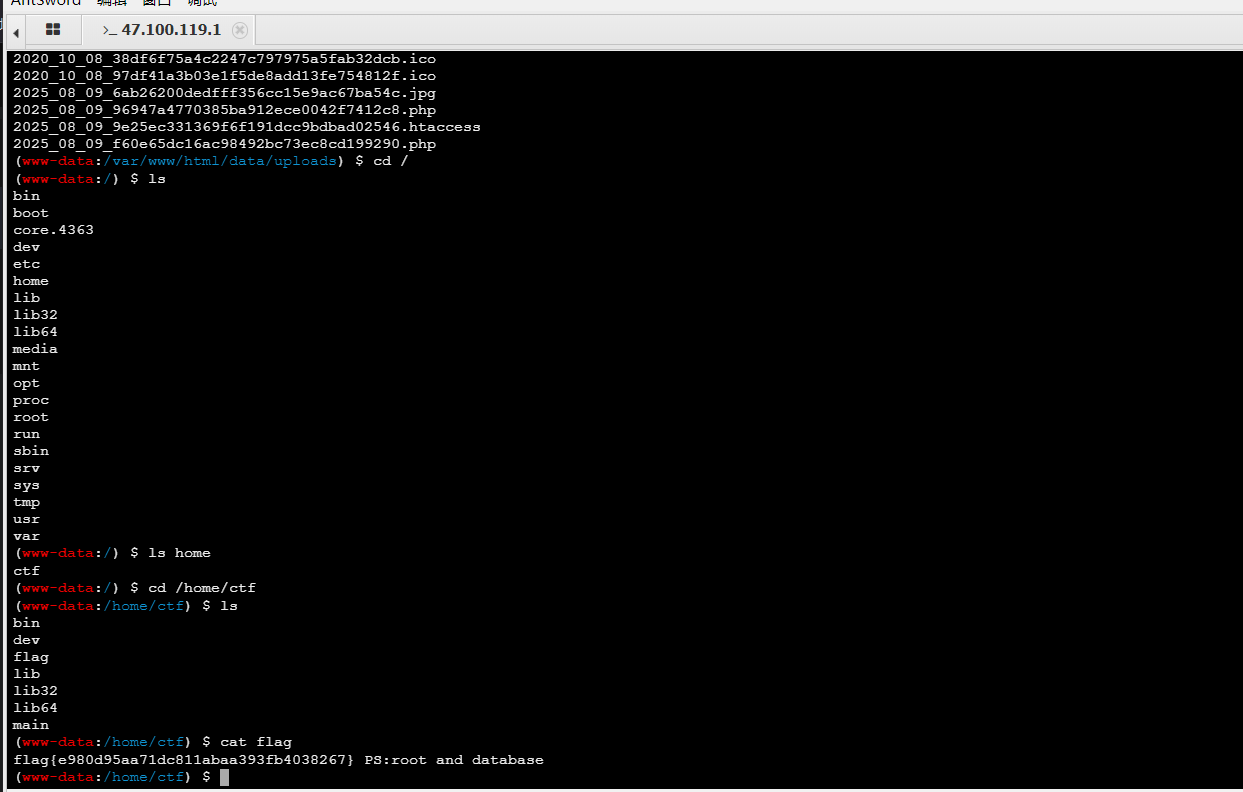 AntSword 编辑 窗口 调试
>_ 47.100.119.1
2020_10_08_38df6f75a4c2247c797975a5fab32dcb.ico
2020_10_08_97df41a3b03e1f5de8add13fe754812f.ico
2025_08_09_6ab26200dedfff356cc15e9ac67ba54c.jpg
2025_08_09_96947a4770385ba912ece0042f7412c8.php
2025_08_09_9e25ec331369f6f191dcc9bdbad02546.htaccess
2025_08_09_f60e65dc16ac98492bc73ec8cd199290.php
(www-data:/var/www/html/data/uploads) $ cd /
(www-data:/) $ ls
bin
boot
core.4363
dev
etc
home
lib
lib32
lib64
media
mnt
opt
proc
root
run
sbin
srv
sys
tmp
usr
var
(www-data:/) $ ls home
ctf
(www-data:/) $ cd /home/ctf
(www-data:/home/ctf) $ ls
bin
dev
flag
lib
lib32
lib64
main
(www-data:/home/ctf) $ cat flag
flag{e980d95aa71dc811abaa393fb4038267} PS:root and database
(www-data:/home/ctf) $